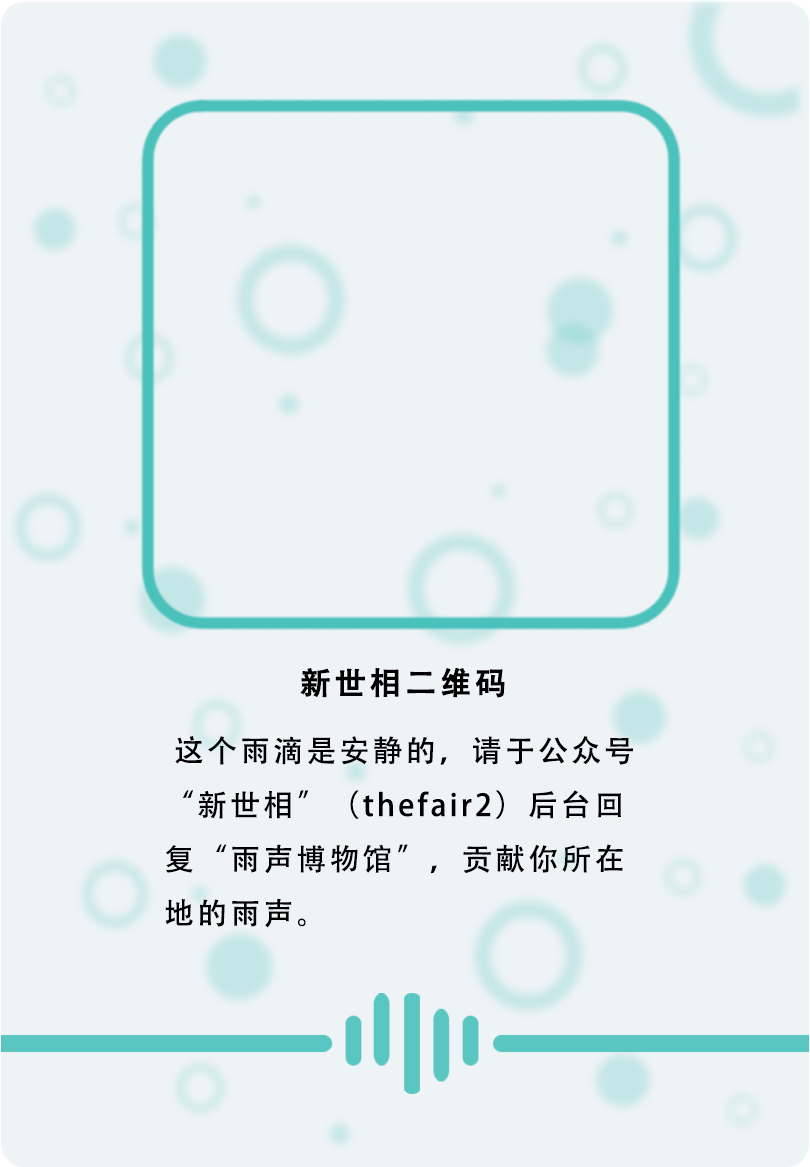 新世相二维码
这个雨滴是安静的，请于公众号
“新世相”（thefair2）后台回
复“雨声博物馆”，贡献你所在
地的雨声。